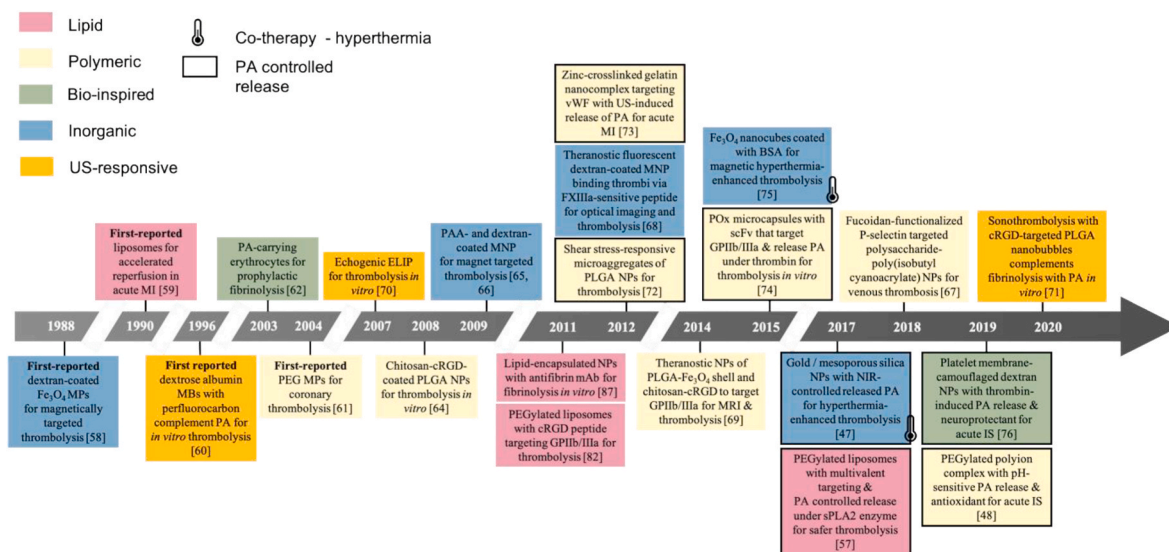 Lipid
Polymeric
Bio-inspired
Inorganic
US-responsive
Co-therapy - hyperthermia
PA controlled
release
First-reported
liposomes for
accelerated
reperfusion in
acute MI [59]
PA-carrying
erythrocytes for
prophylactic
fibrinolysis [62]
Echogenic ELIP
for thrombolysis in
vitro [70]
PAA- and dextran-
coated MNP
for magnet targeted
thrombolysis [65,
66]
Zinc-crosslinked gelatin
nanocomplex targeting
vWF with US-induced
release of PA for acute
MI [73]
Theranostic fluorescent
dextran-coated MNP
binding thrombi via
FXIIIa-sensitive peptide
for optical imaging and
thrombolysis [68]
Shear stress-responsive
microaggregates of
PLGA NPs for
thrombolysis [72]
Fe₃O₄ nanocubes coated
with BSA for
magnetic hyperthermia-
enhanced thrombolysis
[75]
POx microcapsules with
scFv that target
GPIIb/IIIa & release PA
under thrombin for
thrombolysis in vitro
[74]
Fucoidan-functionalized
P-selectin targeted
polysaccharide-
poly(isobutyl
cyanoacrylate) NPs for
venous thrombosis [67]
Sonothrombolysis with
cRGD-targeted PLGA
nanobubbles
complements
fibrinolysis with PA in
vitro [71]
1988 1990 1996 2003 2004 2007 2008 2009 2011 2012 2014 2015 2017 2018 2019 2020
First-reported
dextran-coated
Fe₃O₄ MPs
for magnetically
targeted
thrombolysis [58]
First reported
dextrose albumin
MBs with
perfluorocarbon
complement PA for
in vitro thrombolysis
[60]
First-reported
PEG MPs for
coronary
thrombolysis [61]
Chitosan-cRGD-
coated PLGA NPs
for thrombolysis in
vitro [64]
Lipid-encapsulated NPs
with antifibrin mAb for
fibrinolysis in vitro [87]
PEGylated liposomes
with cRGD peptide
targeting GPIIb/IIIa for
thrombolysis [82]
Theranostic NPs of
PLGA-Fe₃O₄ shell and
chitosan-cRGD to target
GPIIb/IIIa for MRI &
thrombolysis [69]
Gold / mesoporous silica
NPs with NIR-
controlled released PA
for hyperthermia-
enhanced thrombolysis
[47]
PEGylated liposomes
with multivalent
targeting &
PA controlled release
under sPLA2 enzyme
for safer thrombolysis
[57]
Platelet membrane-
camouflaged dextran
NPs with thrombin-
induced PA release &
neuroprotectant for
acute IS [76]
PEGylated polyion
complex with pH-
sensitive PA release &
antioxidant for acute IS
[48]